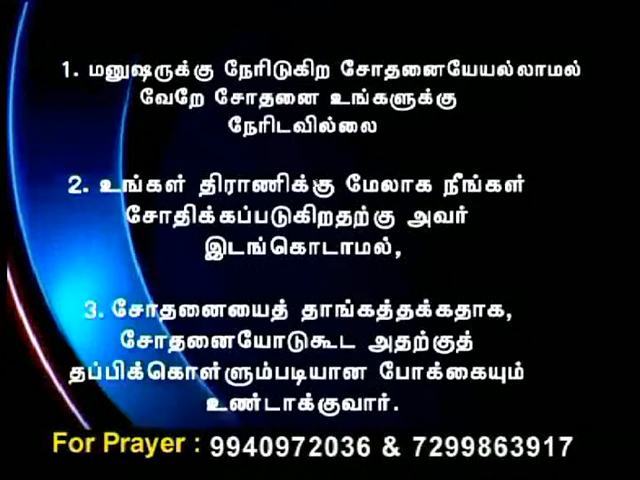 1. மனுஷருக்கு நேரிடுகிற சோதனையேயல்லாமல்
வேறே சோதனை உங்களுக்கு
நேரிடவில்லை
2. உங்கள் திராணிக்கு மேலாக நீங்கள்
சோதிக்கப்படுகிறதற்கு அவர்
இடங்கொடாமல்,
3. சோதனையைத் தாங்கத்தக்கதாக,
சோதனையோடுகூட அதற்குத்
தப்பிக்கொள்ளும்படியான போக்கையும்
உண்டாக்குவார்.
For Prayer : 9940972036 & 7299863917